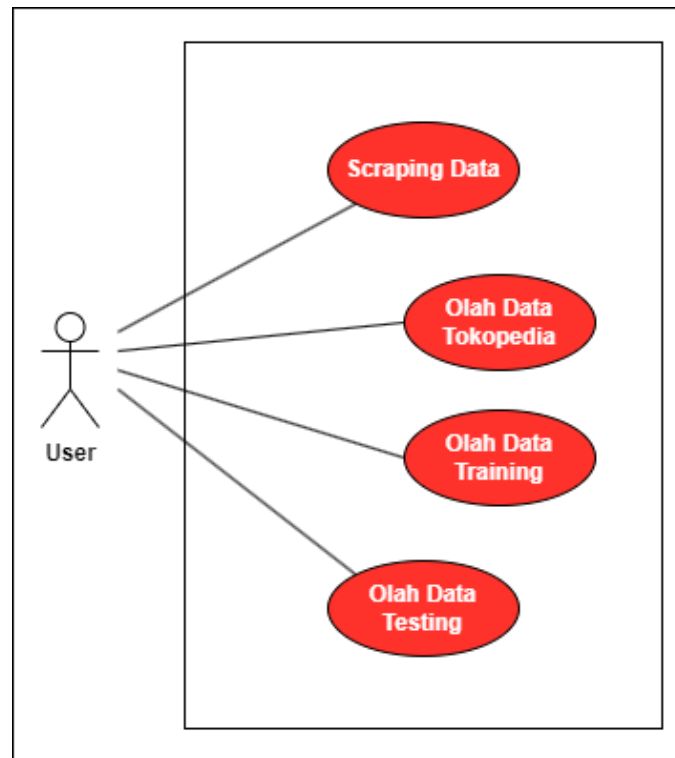 Scraping Data
Olah Data
Tokopedia
Olah Data
Training
User
Olah Data
Testing